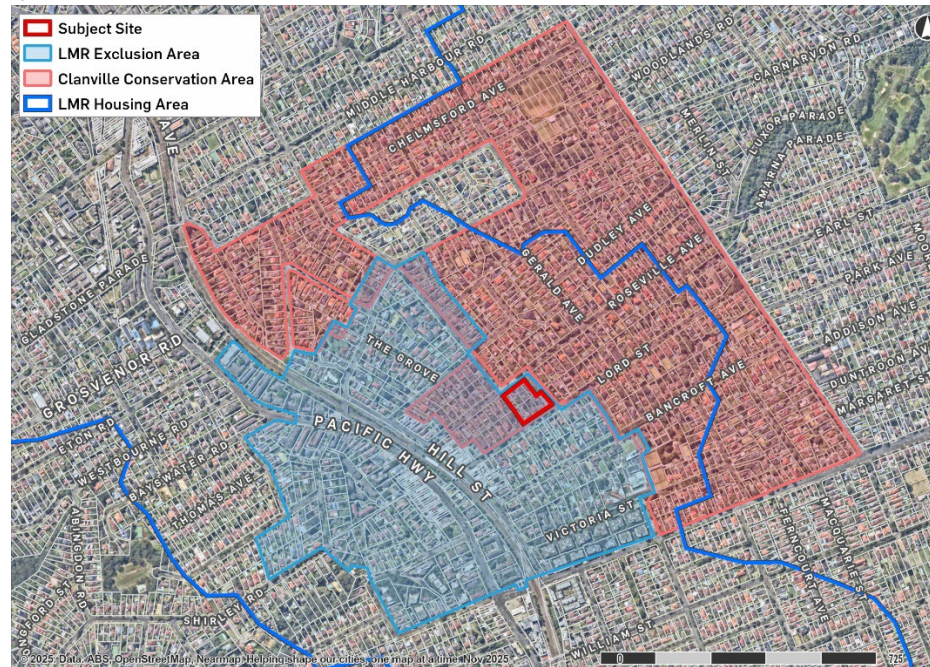 Subject Site
LMR Exclusion Area
Clanville Conservation Area
LMR Housing Area
AVE
MIDDLE HARBOR RD
CHELMSFORD AVE
WOODLANDS RD
CARNARVON RD
MERLIN ST
LUXOR PARADE
AWARNA PARADE
EARL ST
PARK AVE
ADDISON AVE
DUNTROON AVE
MARGARET ST
GLADSTONE PARADE
GROSVENOR RD
DUDLEY AVE
GERALD AVE
ROSEVILLE AVE
THE GROVE
LORD ST
BANCROFT AVE
PACIFIC HWY
HILL ST
VICTORIA ST
ETON RD
WESTBOURNE RD
BAYSWATER RD
THOMAS AVE
ABINGDON RD
SHIRLEY RD
FERNCOURT AVE
MACQUARIE ST
WILLIAM ST
© 2025. Data: ABS, OpenStreetMap, Nearmap. Helping shape our cities, one map at a time. Nov 2025
0 725